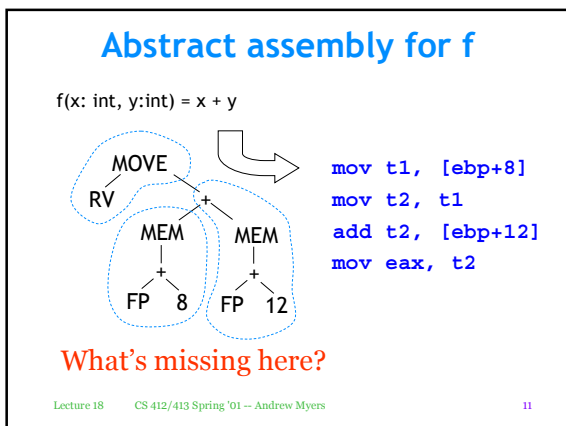 Abstract assembly for f
f(x: int, y:int) = x + y
MOVE
RV
+
MEM
MEM
+
+
FP 8
FP 12
mov t1, [ebp+8]
mov t2, t1
add t2, [ebp+12]
mov eax, t2
What's missing here?
Lecture 18 CS 412/413 Spring '01 -- Andrew Myers 11